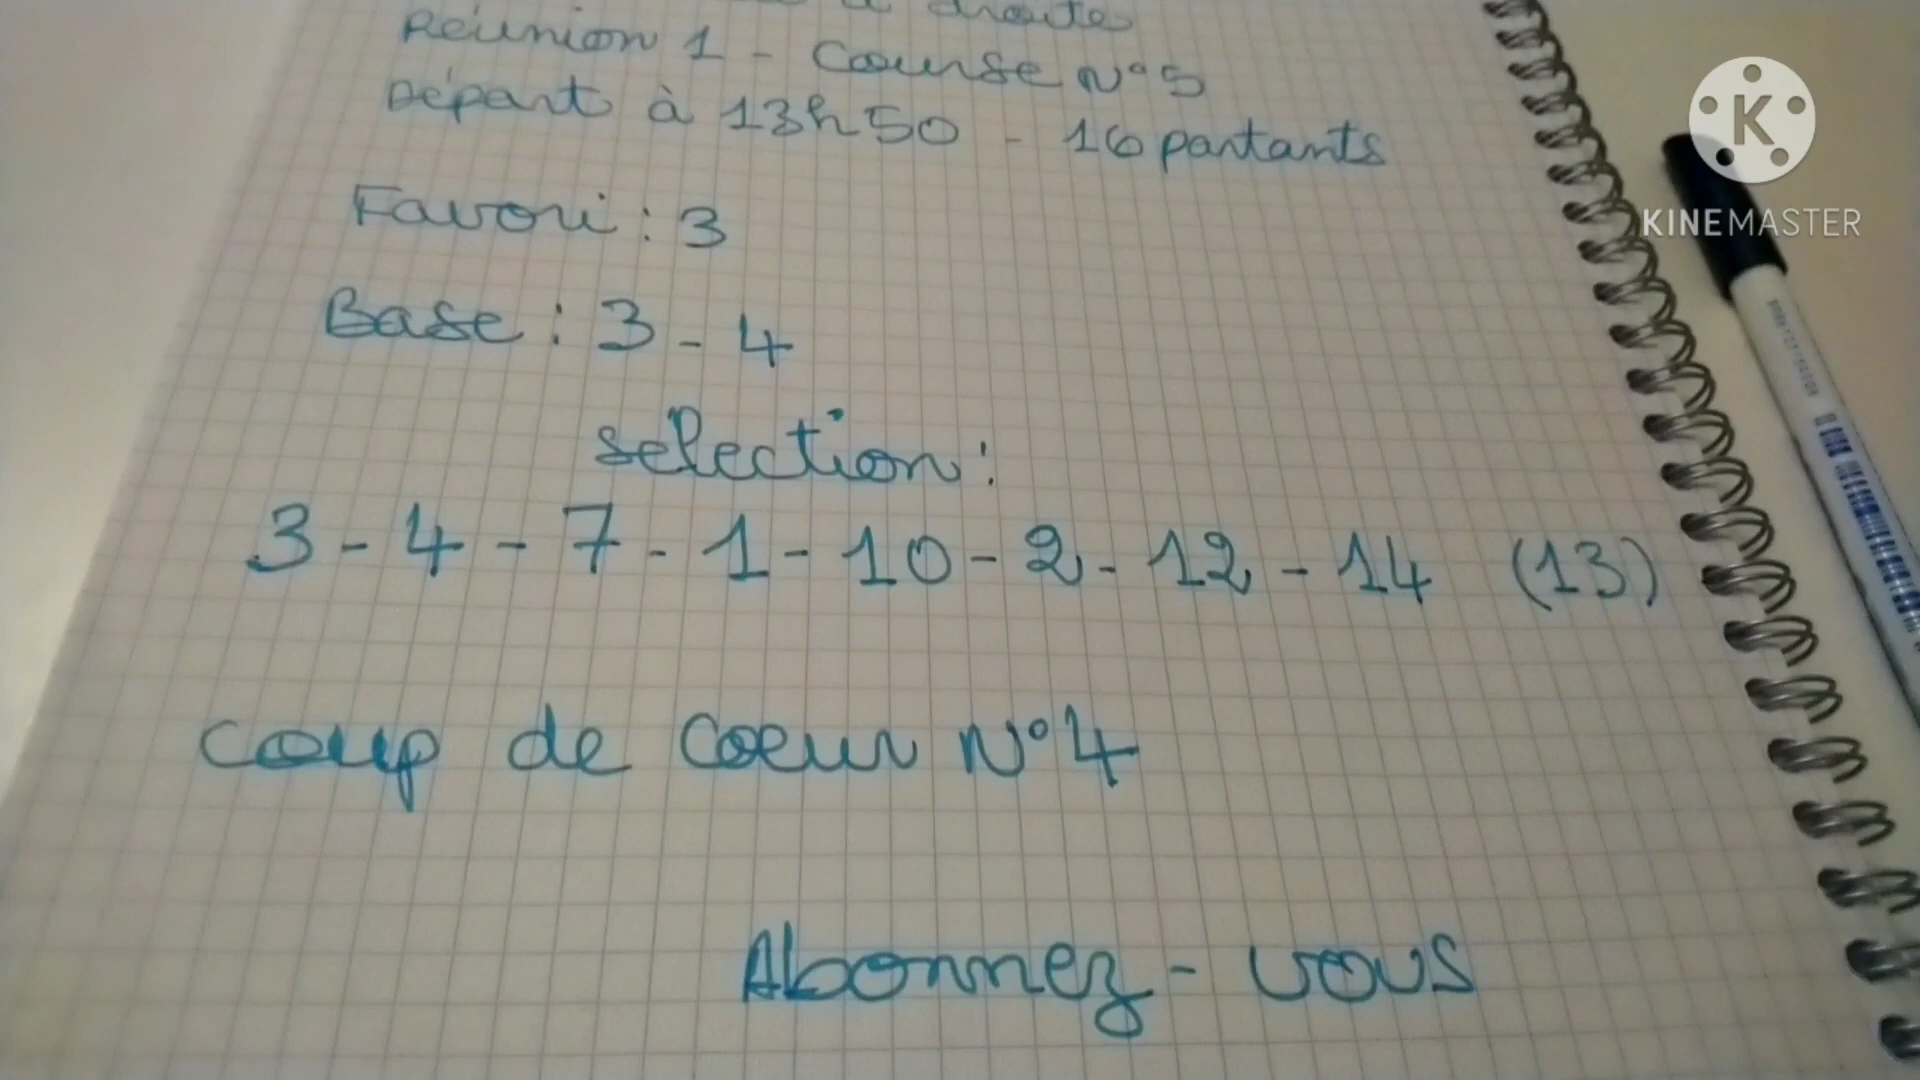 à droite
Réunion 1 - Course N°5
Départ à 13h50 - 16 partants
Favori : 3
Base : 3 - 4
selection :
3 - 4 - 7 - 1 - 10 - 2 - 12 - 14 (13)
coup de coeur N°4
Abonnez - vous
K
KINEMASTER